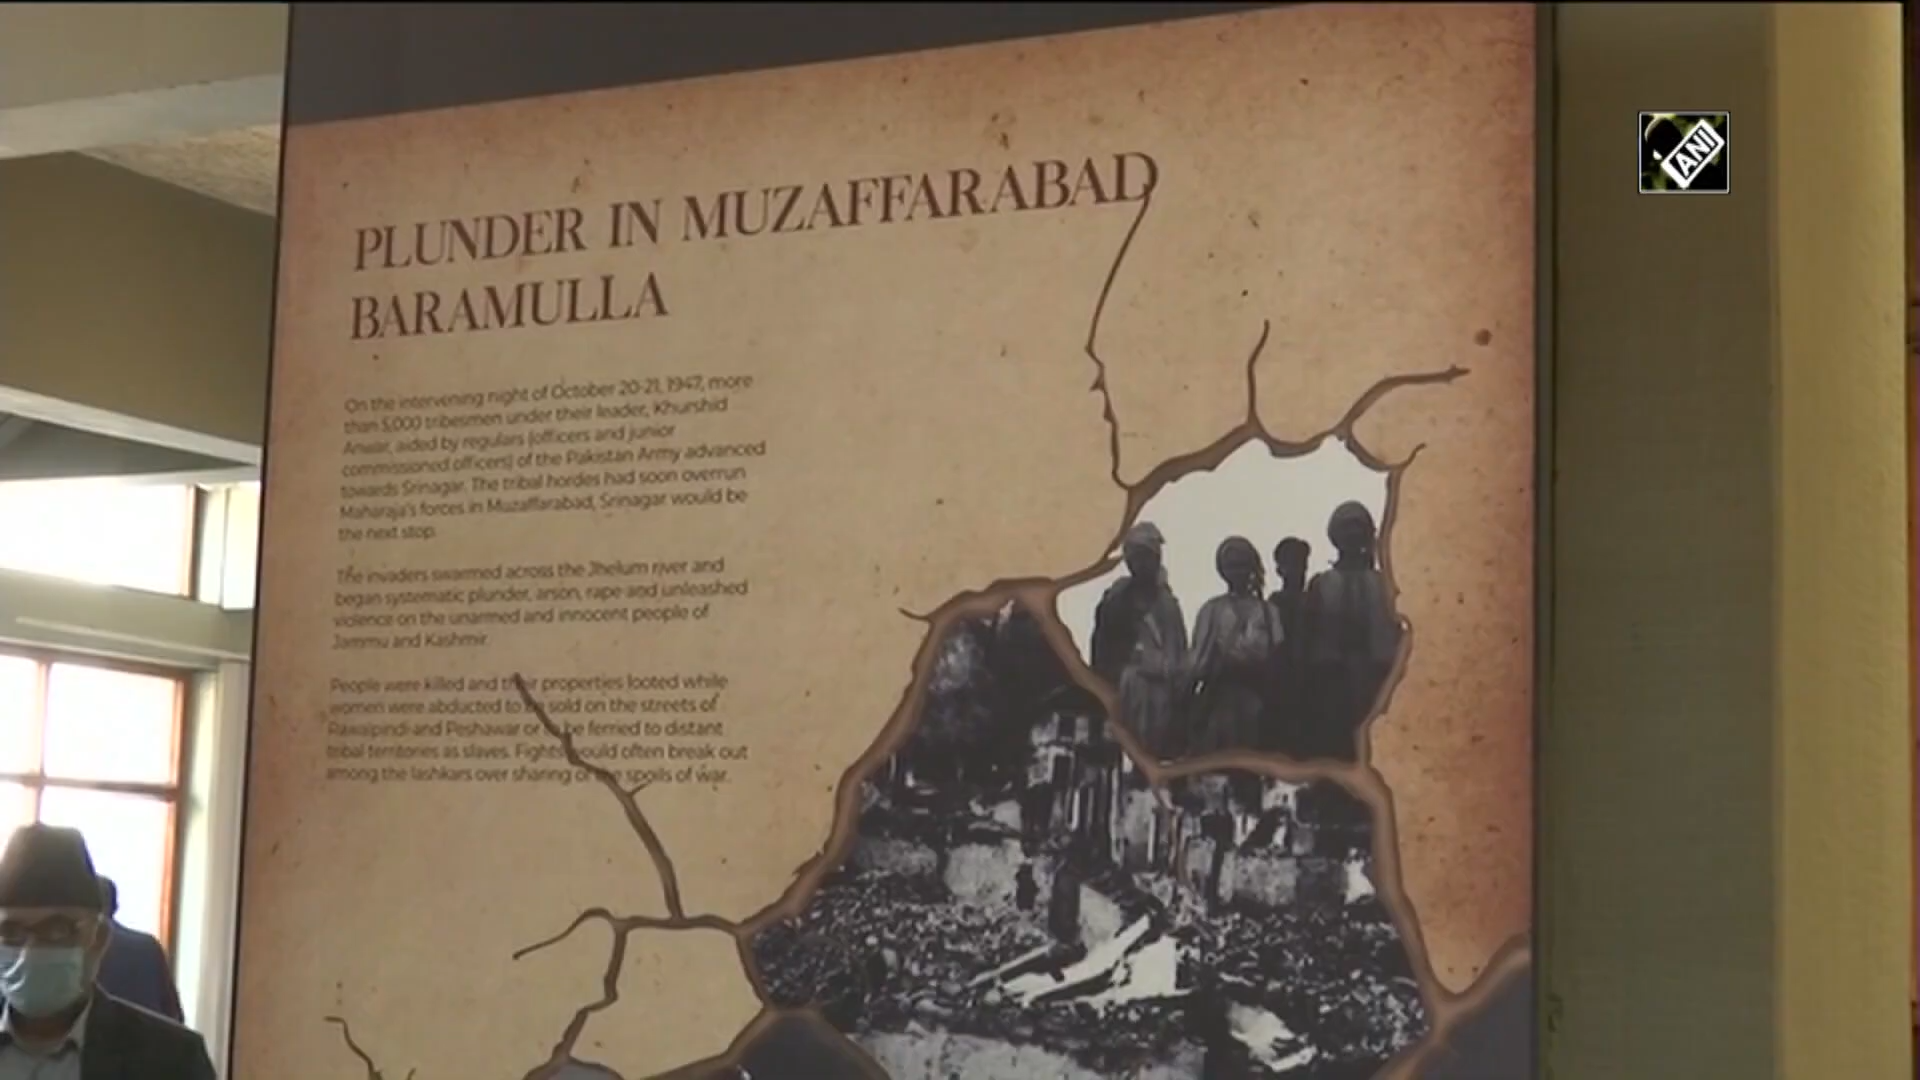 PLUNDER IN MUZAFFARABAD
BARAMULLA
On the intervening night of October 20-21, 1947, more
than 5,000 tribesmen under their leader, Khurshid
Anwar, aided by regulars (officers and junior
commissioned officers) of the Pakistan Army advanced
towards Srinagar. The tribal hordes had soon overrun
Maharaja's forces in Muzaffarabad, Srinagar would be
the next stop.
The invaders swarmed across the Jhelum river and
began systematic plunder, arson, rape and unleashed
violence on the unarmed and innocent people of
Jammu and Kashmir.
People were killed and their properties looted while
women were abducted to be sold on the streets of
Rawalpindi and Peshawar or to be ferried to distant
tribal territories as slaves. Fights would often break out
among the lashkars over sharing of the spoils of war.
ANI